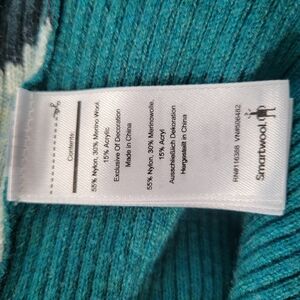 Contents:
55% Nylon, 30% Merino Wool,
15% Acrylic
Exclusive Of Decoration
Made in China
55% Nylon, 30% Merinowolle,
15% Acryl
Ausschließlich Dekoration
Hergestellt in China
Smartwool